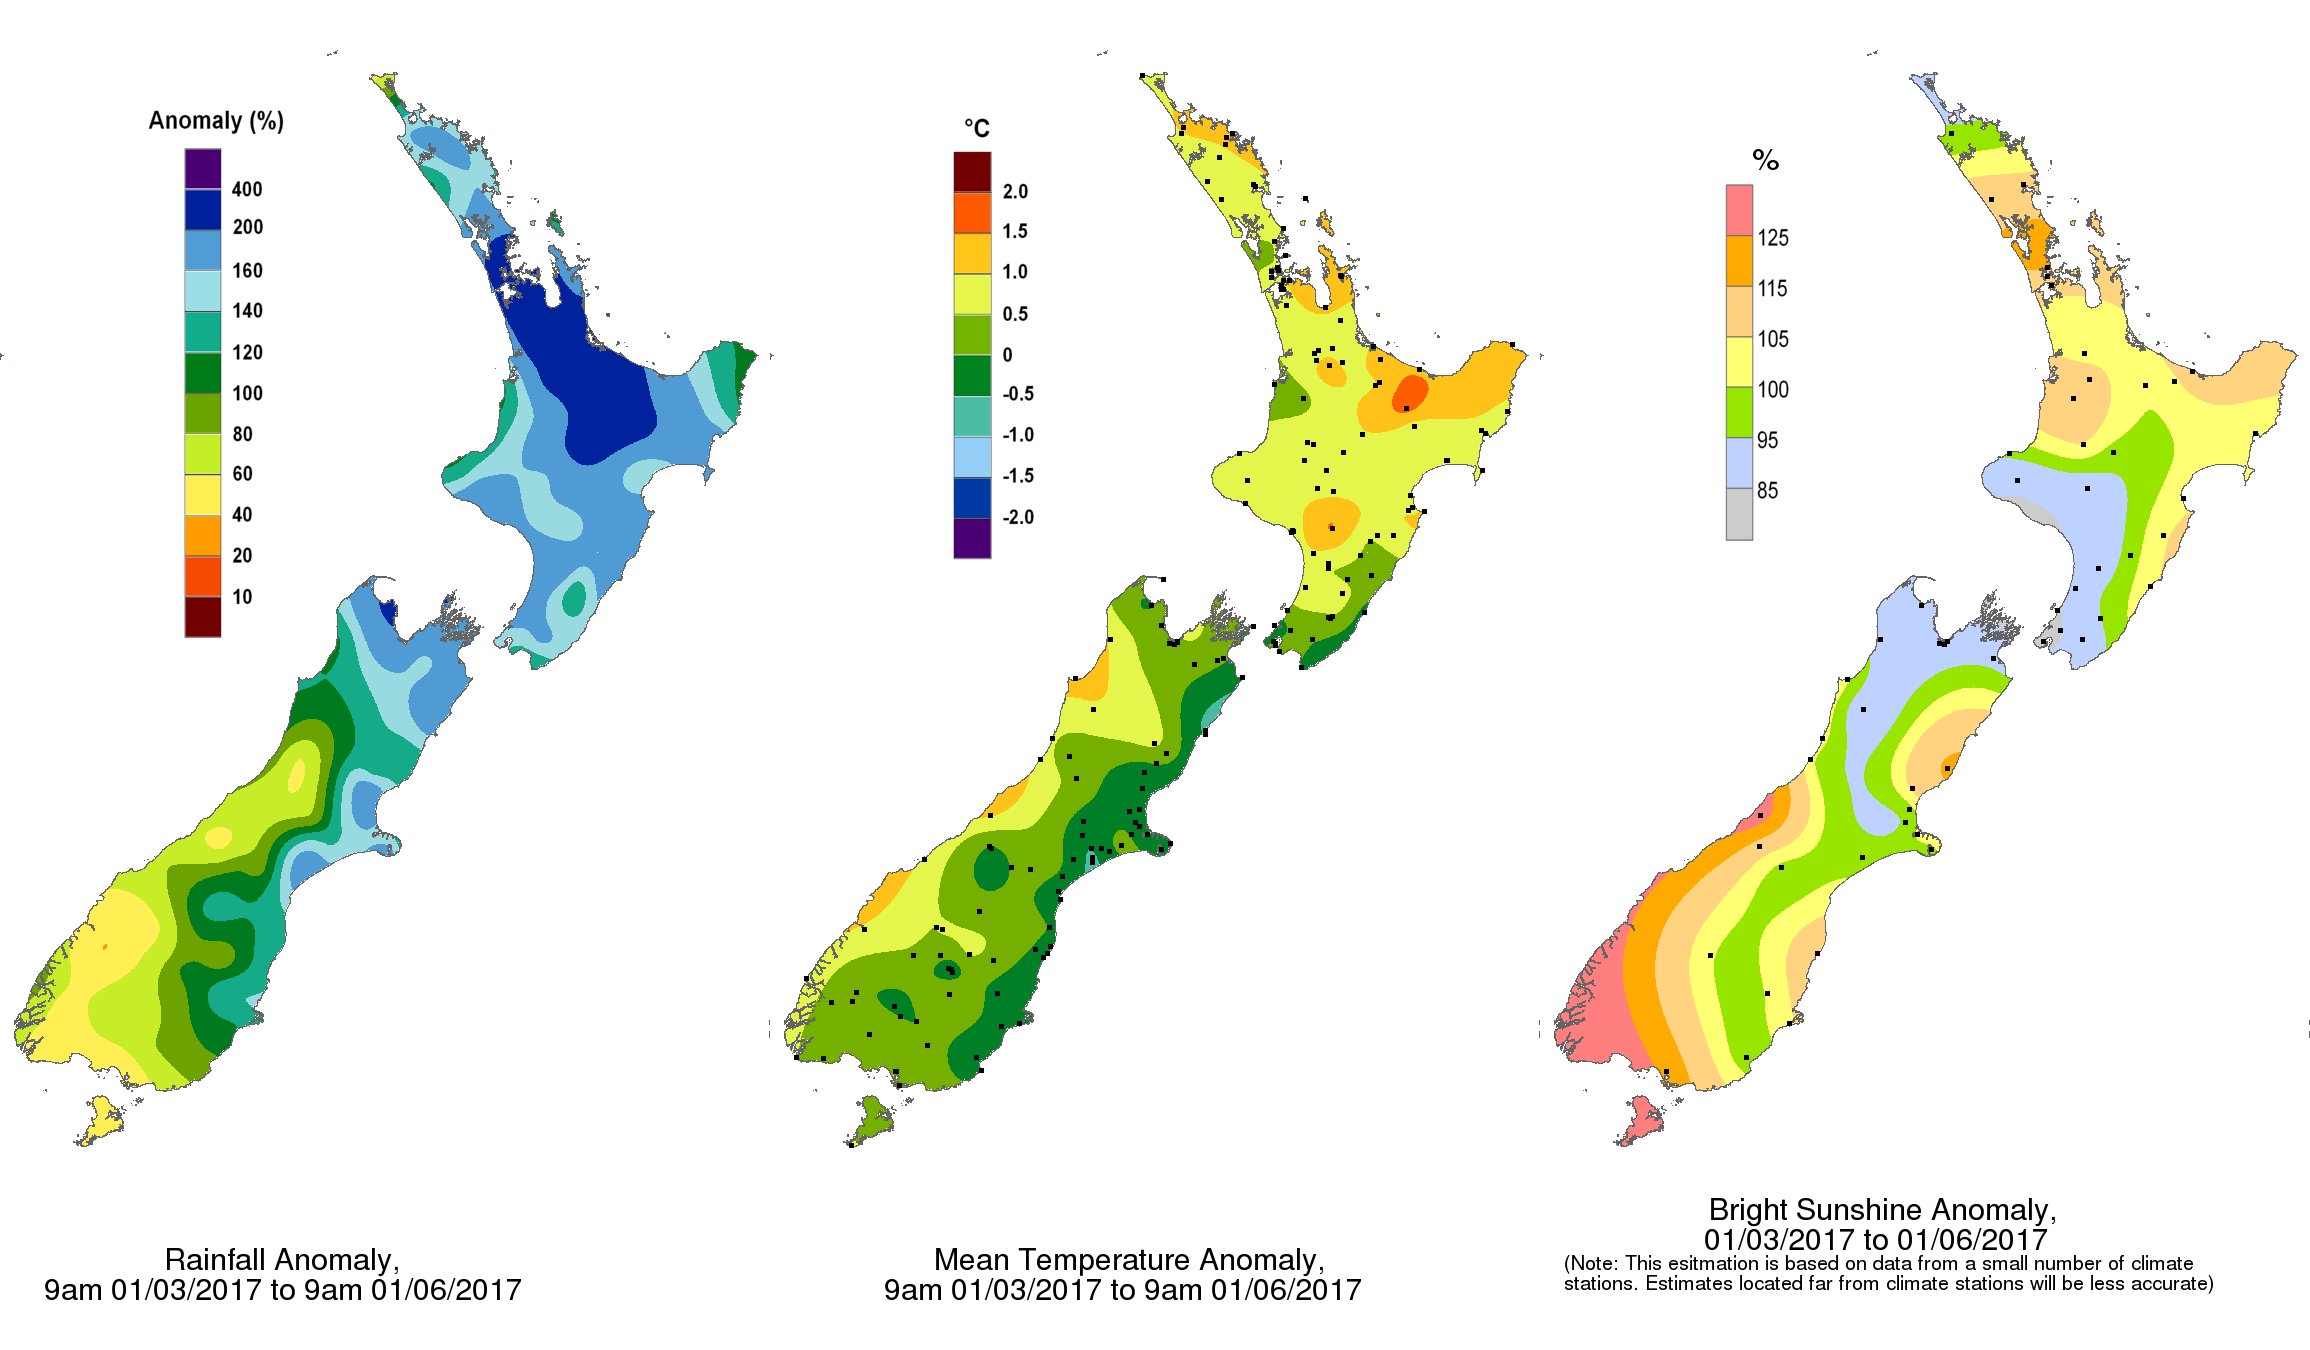 Anomaly (%)
400
200
160
140
120
100
80
60
40
20
10
Rainfall Anomaly,
9am 01/03/2017 to 9am 01/06/2017
°C
2.0
1.5
1.0
0.5
0
-0.5
-1.0
-1.5
-2.0
Mean Temperature Anomaly,
9am 01/03/2017 to 9am 01/06/2017
%
125
115
105
100
95
85
Bright Sunshine Anomaly,
01/03/2017 to 01/06/2017
(Note: This esitmation is based on data from a small number of climate
stations. Estimates located far from climate stations will be less accurate)